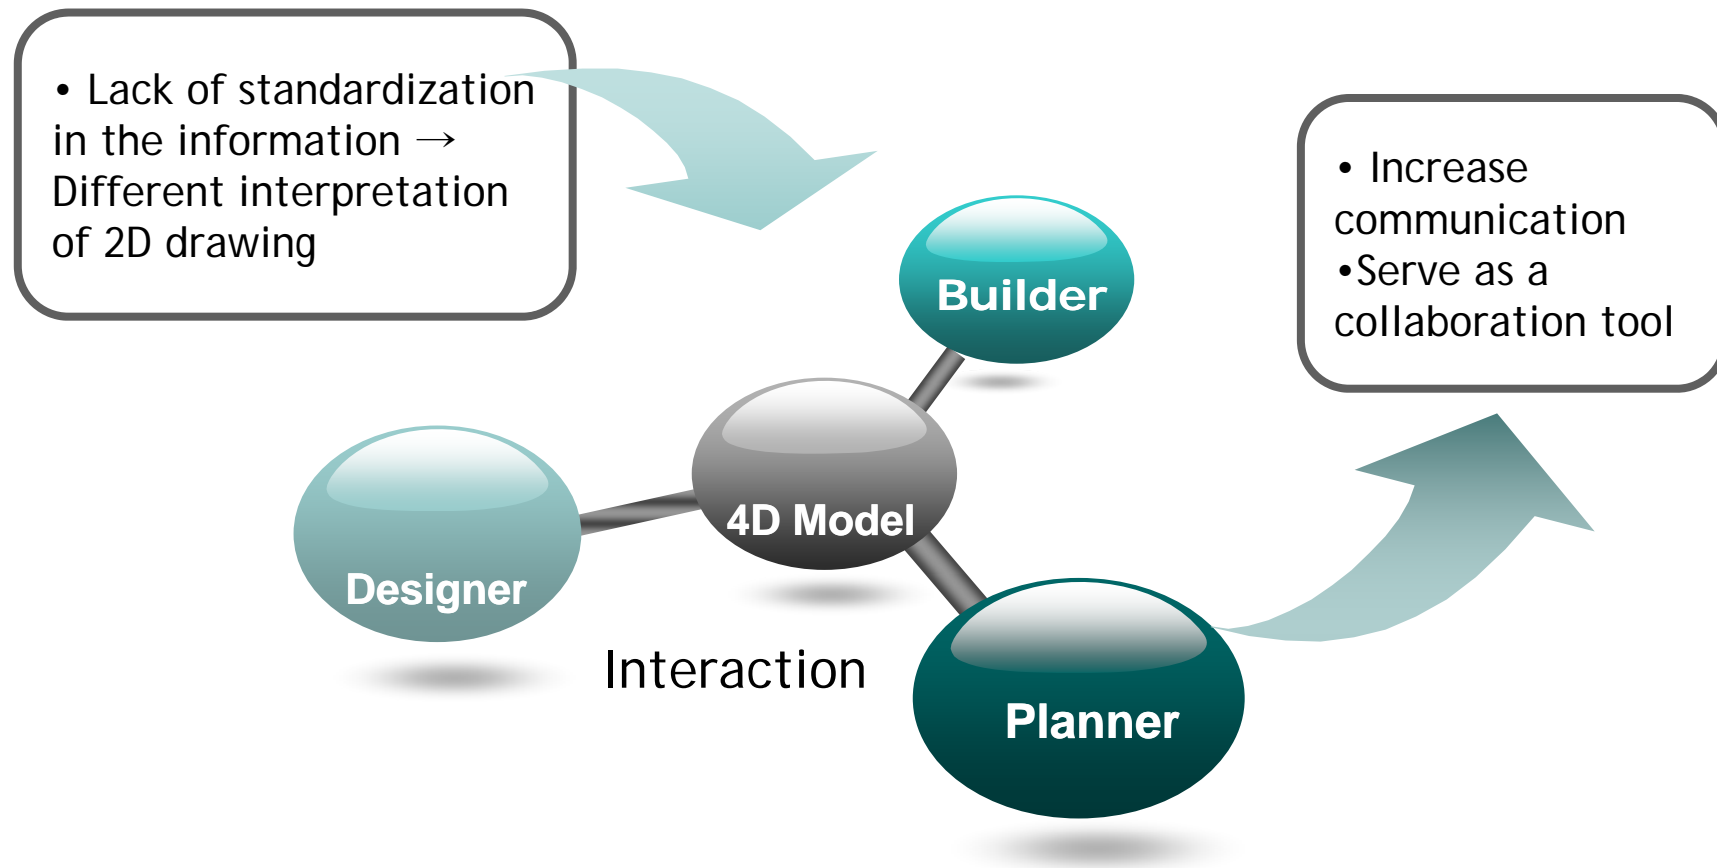 • Lack of standardization
in the information →
Different interpretation
of 2D drawing
• Increase
communication
•Serve as a
collaboration tool
Builder
4D Model
Designer
Interaction
Planner